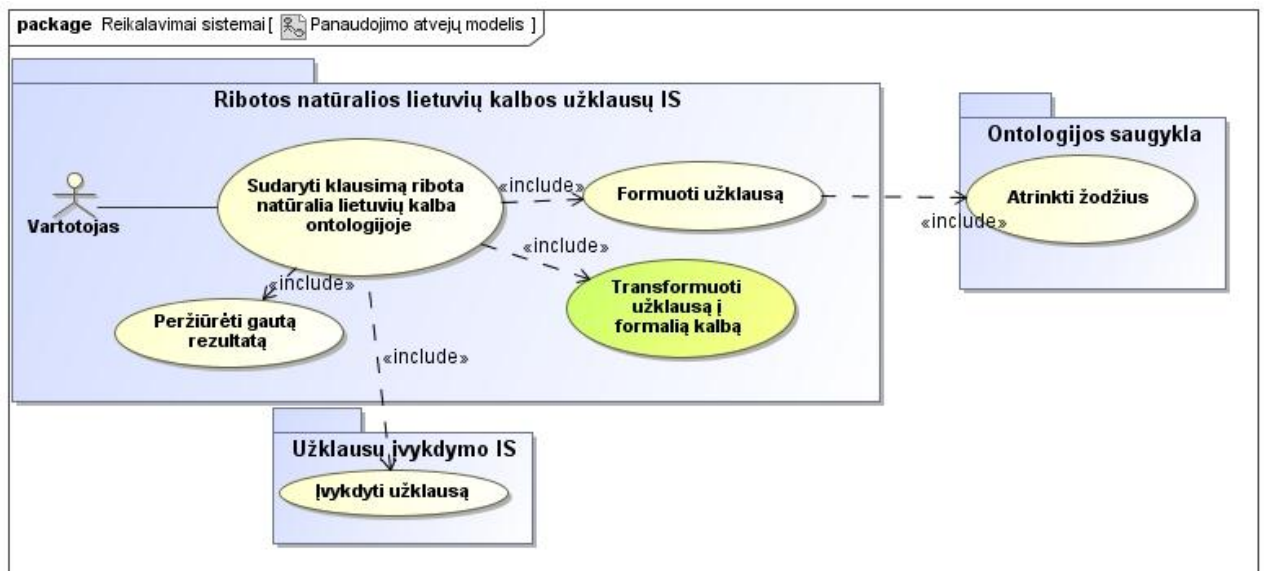 package Reikalavimai sistemai [ Panaudojimo atvejų modelis ]
Ribotos natūralios lietuvių kalbos užklausų IS
Ontologijos saugykla
Vartotojas
Sudaryti klausimą ribota
natūralia lietuvių kalba
ontologijoje
«include»
Formuoti užklausą
«include»
Atrinkti žodžius
«include»
Transformuoti
užklausą į
formalią kalbą
«include»
Peržiūrėti gautą
rezultatą
«include»
Užklausų įvykdymo IS
Įvykdyti užklausą